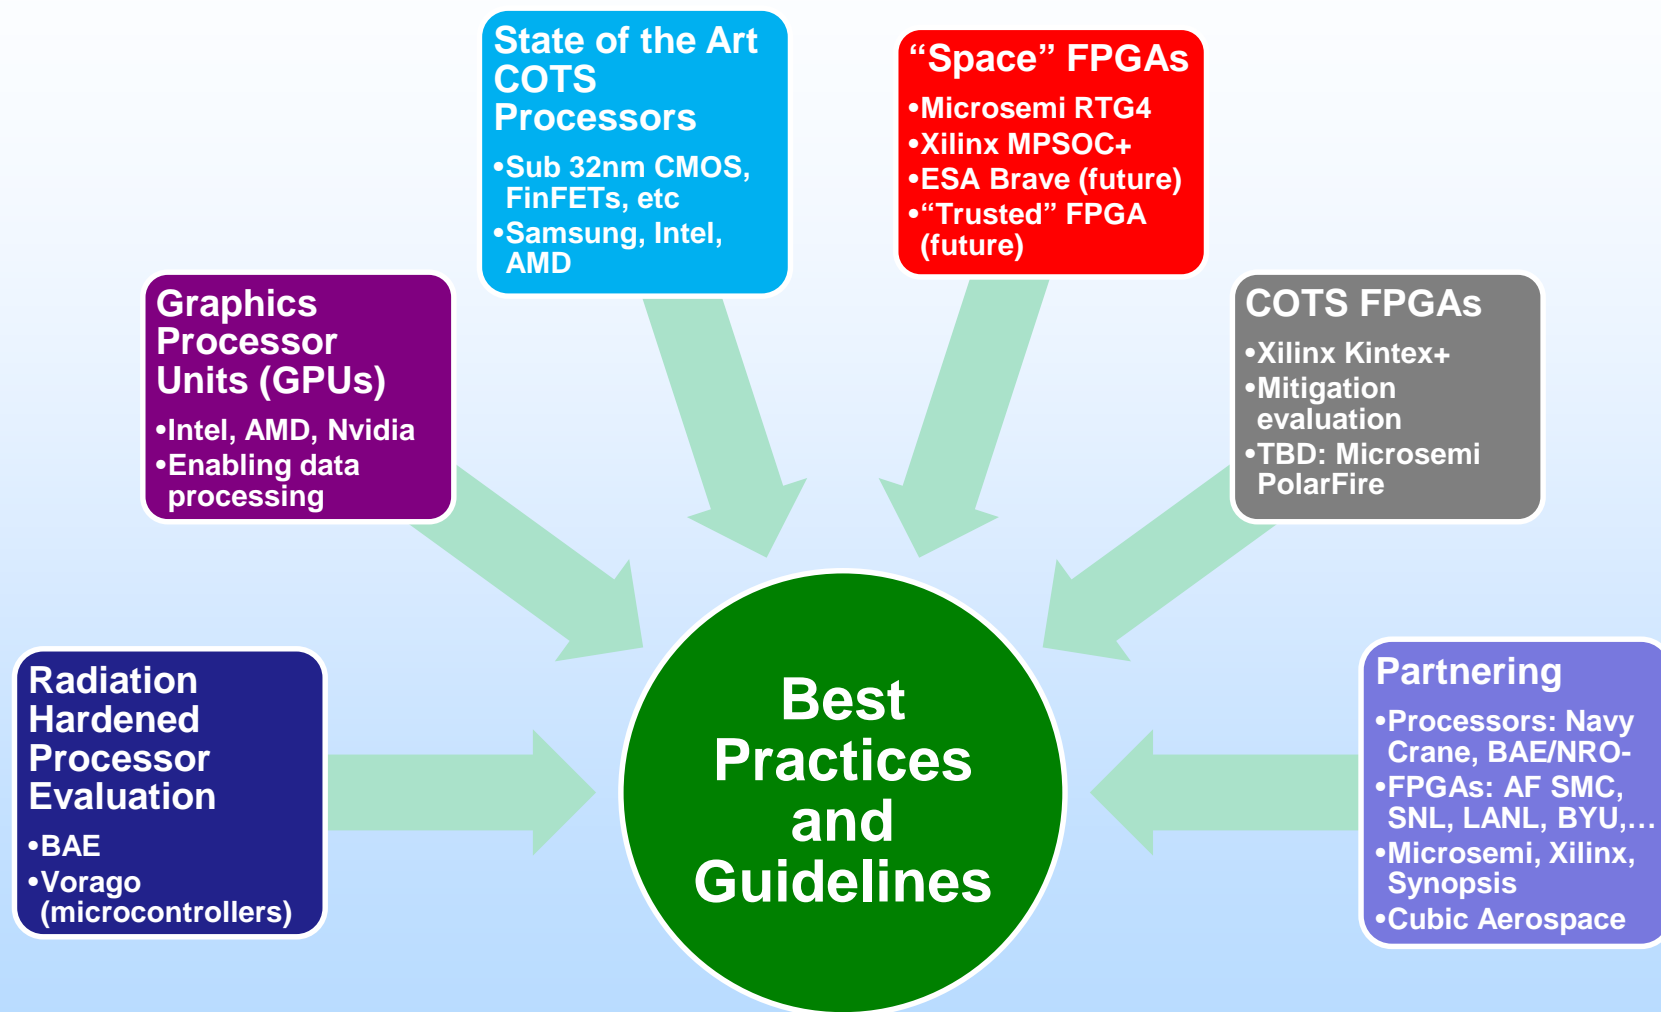 State of the Art
COTS
Processors
•Sub 32nm CMOS,
FinFETs, etc
•Samsung, Intel,
AMD
“Space” FPGAs
•Microsemi RTG4
•Xilinx MPSOC+
•ESA Brave (future)
•“Trusted” FPGA
(future)
Graphics
Processor
Units (GPUs)
•Intel, AMD, Nvidia
•Enabling data
processing
COTS FPGAs
•Xilinx Kintex+
•Mitigation
evaluation
•TBD: Microsemi
PolarFire
Radiation
Hardened
Processor
Evaluation
•BAE
•Vorago
(microcontrollers)
Best
Practices
and
Guidelines
Partnering
•Processors: Navy
Crane, BAE/NRO-
•FPGAs: AF SMC,
SNL, LANL, BYU,…
•Microsemi, Xilinx,
Synopsis
•Cubic Aerospace